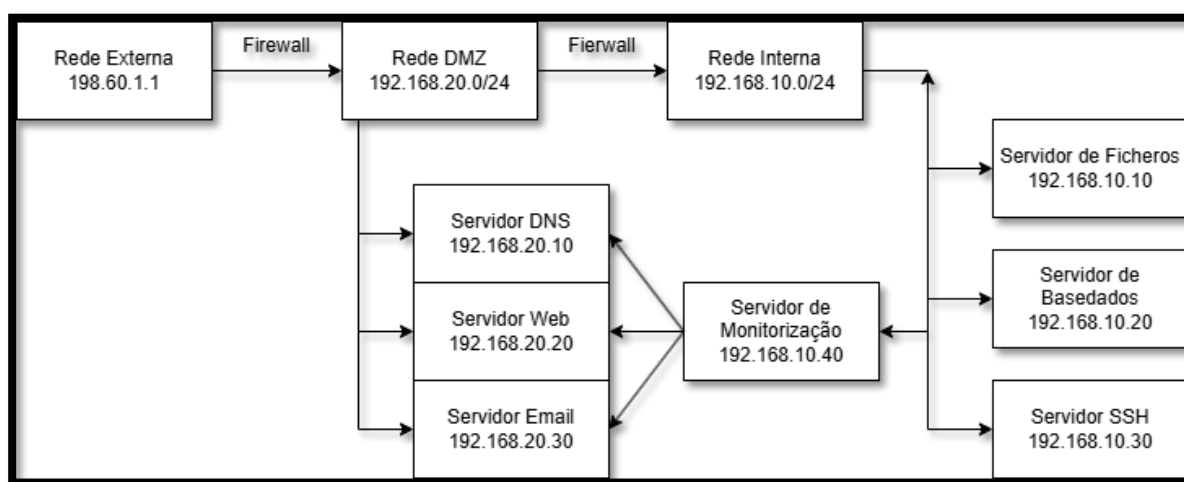 Rede Externa
198.60.1.1
Firewall
Rede DMZ
192.168.20.0/24
Fierwall
Rede Interna
192.168.10.0/24
Servidor de Ficheros
192.168.10.10
Servidor DNS
192.168.20.10
Servidor Web
192.168.20.20
Servidor Email
192.168.20.30
Servidor de
Monitorização
192.168.10.40
Servidor de
Basedados
192.168.10.20
Servidor SSH
192.168.10.30